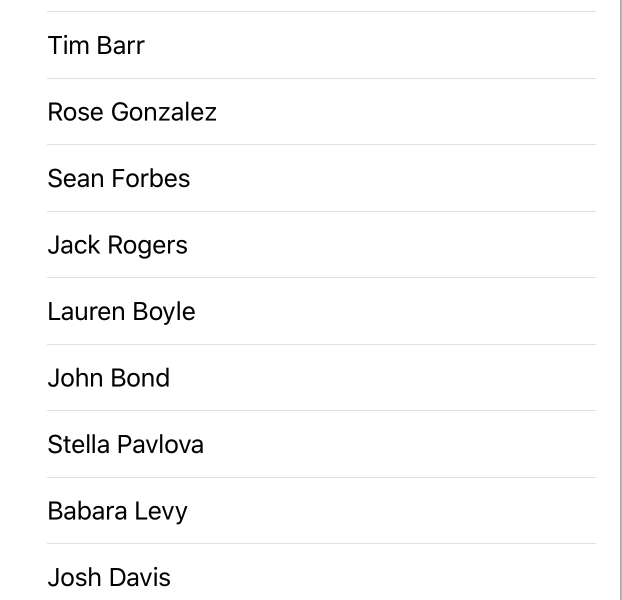 Tim Barr
Rose Gonzalez
Sean Forbes
Jack Rogers
Lauren Boyle
John Bond
Stella Pavlova
Babara Levy
Josh Davis